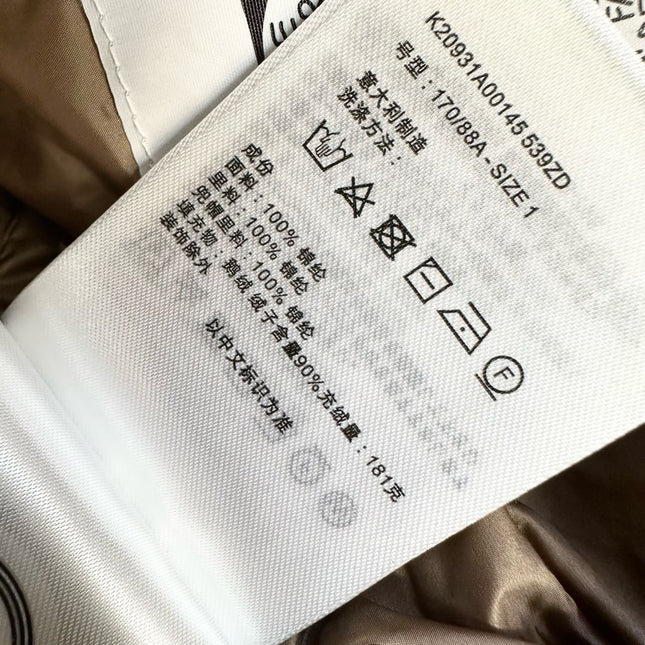 K20931A00145 539ZD
号型：170/88A - SIZE 1
意大利制造
洗涤方法：
F
成份
面料：100% 锦纶
里料：100% 锦纶
兜帽里料：100% 锦纶
填充物：鹅绒 绒子含量90% 充绒量：181克
装饰除外
以中文标识为准